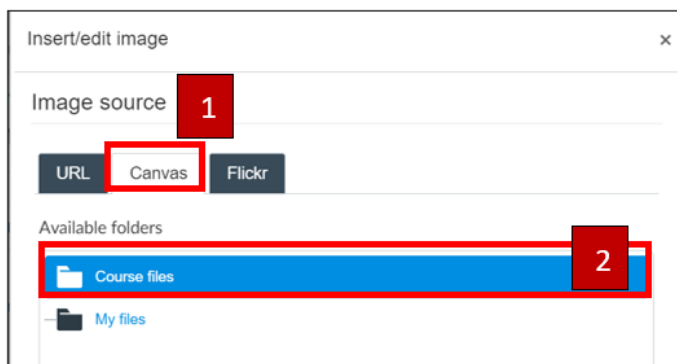 Insert/edit image ×
Image source 1
URL Canvas Flickr
Available folders
Course files 2
My files